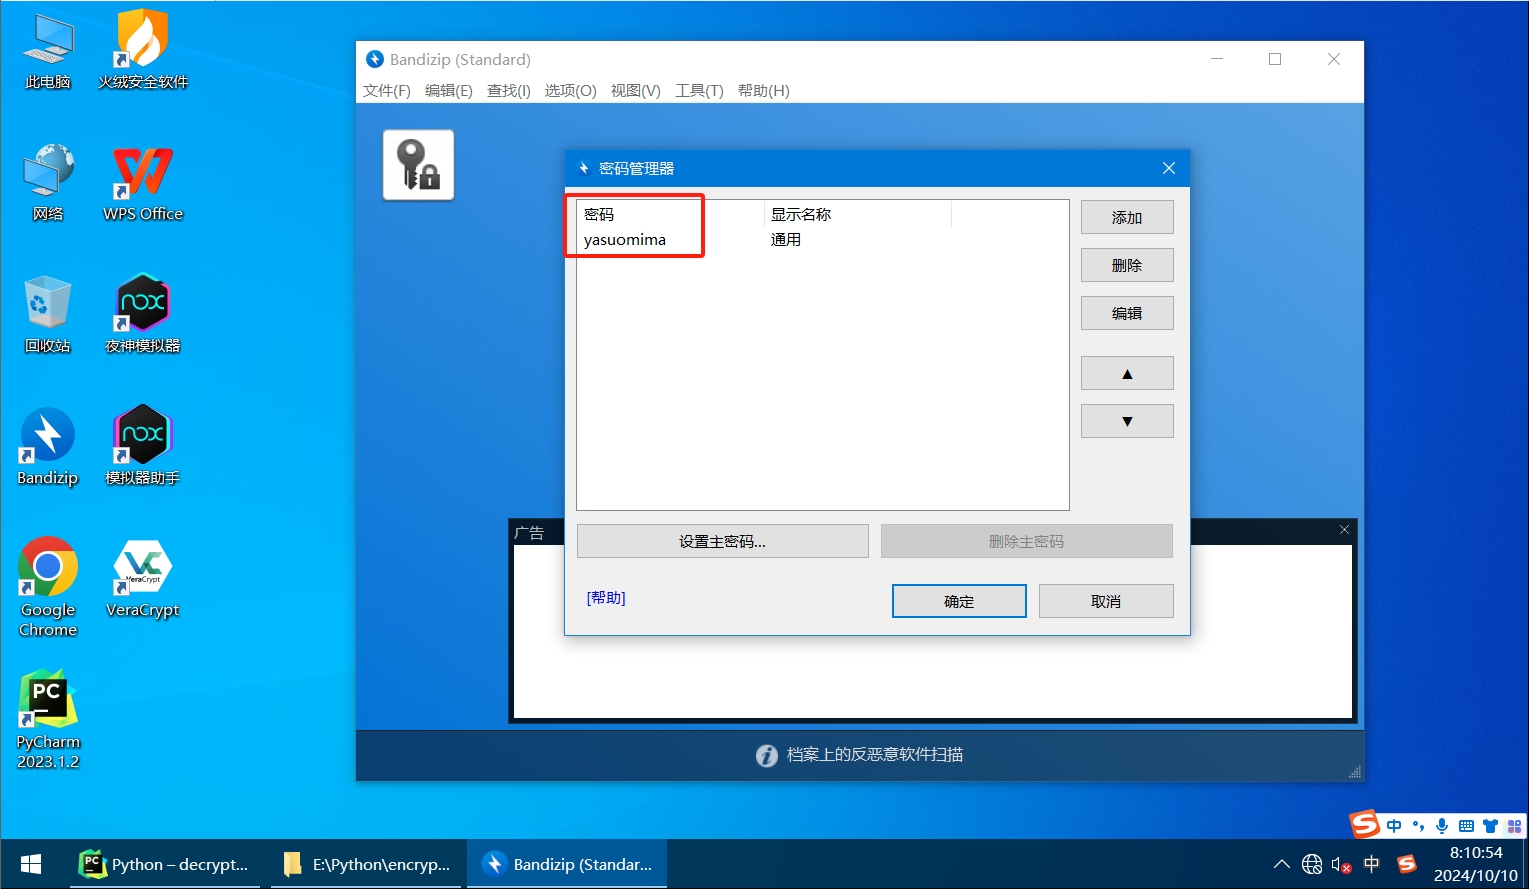 此电脑
火绒安全软件
网络
WPS Office
回收站
夜神模拟器
Bandizip
模拟器助手
Google
Chrome
VeraCrypt
VeraCrypt
PyCharm
2023.1.2
nox
nox
PC
Bandizip (Standard)
文件(F) 编辑(E) 查找(I) 选项(O) 视图(V) 工具(T) 帮助(H)
密码管理器
密码 显示名称
yasuomima 通用
添加
删除
编辑
▲
▼
设置主密码... 删除主密码
[帮助]
确定 取消
广告
档案上的反恶意软件扫描
中
Python – decrypt...
E:\Python\encryp...
Bandizip (Standar...
中
8:10:54
2024/10/10